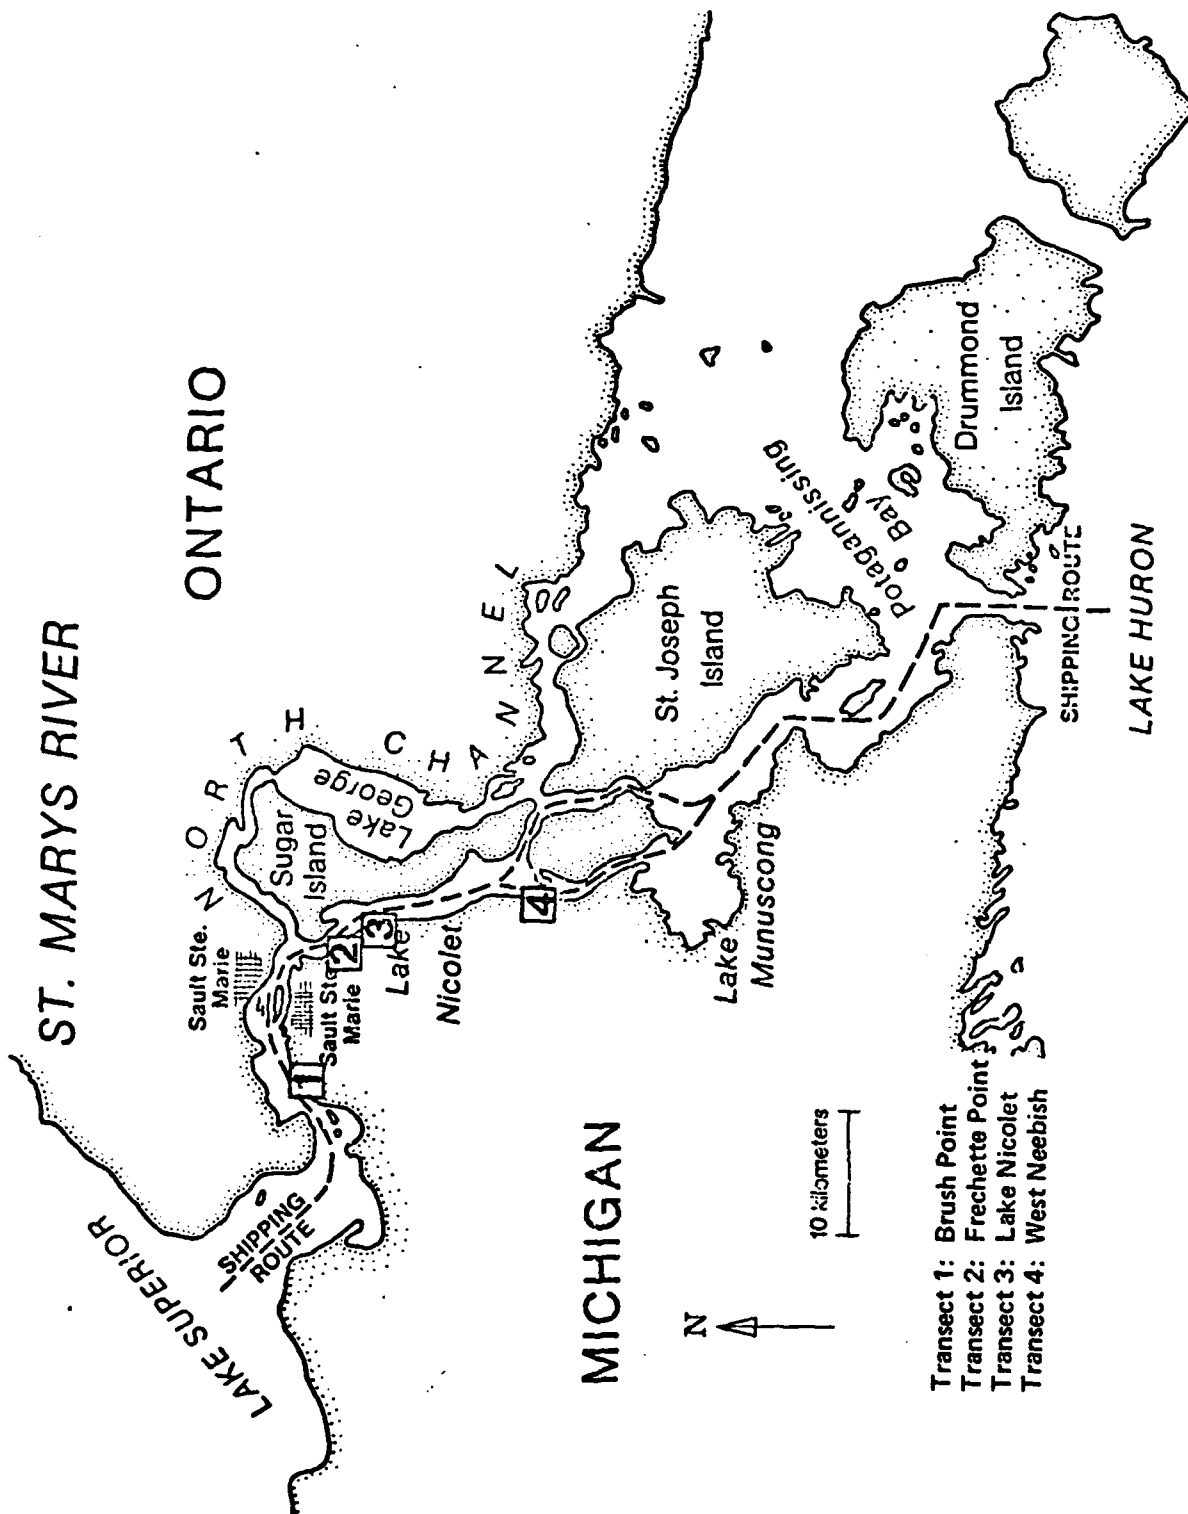 ST. MARYS RIVER
ONTARIO
LAKE SUPERIOR
SHIPPING
ROUTE
Sault Ste.
Marie
Sault Ste
Marie
NORTH CHANNEL
Sugar
Island
Lake
George
1
2
3
4
Lake
Nicolet
St. Joseph
Island
Lake
Munuscong
Potagannissing
Bay
Drummond
Island
SHIPPING ROUTE
LAKE HURON
MICHIGAN
N
10 kilometers
Transect 1: Brush Point
Transect 2: Frechette Point
Transect 3: Lake Nicolet
Transect 4: West Neebish